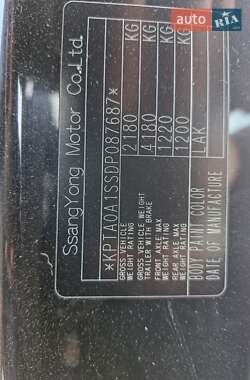 auto RIA .com
SsangYong Motor Co. Ltd
*KPTA0A1SSDP087687*
GROSS VEHICLE WEIGHT RATING 2180 KG
GROSS VEHICLE WEIGHT TRAILER WITH BRAKE 4180 KG
FRONT AXLE MAX WEIGHT RATING 1220 KG
REAR AXLE MAX WEIGHT RATING 1200 KG
BODY PAINT COLOR LAK
DATE OF MANUFACTURE